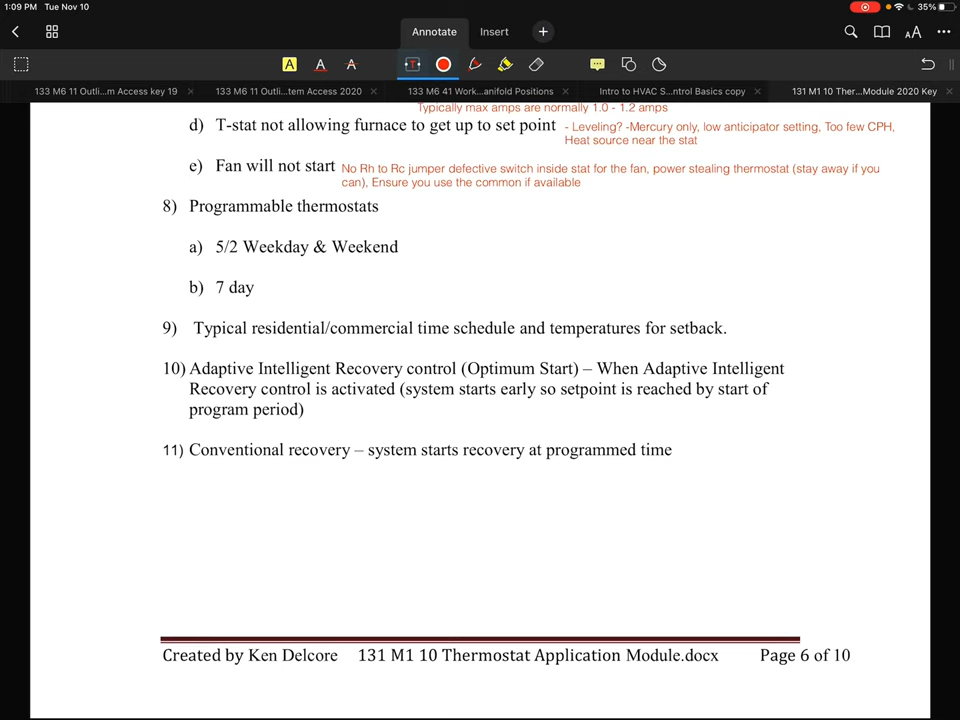 1:09 PM Tue Nov 10
35%
Annotate
Insert
AA
A A A T
133 M6 11 Outli...m Access key 19
133 M6 11 Outli...tem Access 2020
133 M6 41 Work...anifold Positions
Intro to HVAC S...ntrol Basics copy
131 M1 10 Ther...Module 2020 Key
Typically max amps are normally 1.0 - 1.2 amps
d) T-stat not allowing furnace to get up to set point - Leveling? -Mercury only, low anticipator setting, Too few CPH,
Heat source near the stat
e) Fan will not start No Rh to Rc jumper defective switch inside stat for the fan, power stealing thermostat (stay away if you
can), Ensure you use the common if available
8) Programmable thermostats
a) 5/2 Weekday & Weekend
b) 7 day
9) Typical residential/commercial time schedule and temperatures for setback.
10) Adaptive Intelligent Recovery control (Optimum Start) – When Adaptive Intelligent
Recovery control is activated (system starts early so setpoint is reached by start of
program period)
11) Conventional recovery – system starts recovery at programmed time
Created by Ken Delcore 131 M1 10 Thermostat Application Module.docx Page 6 of 10